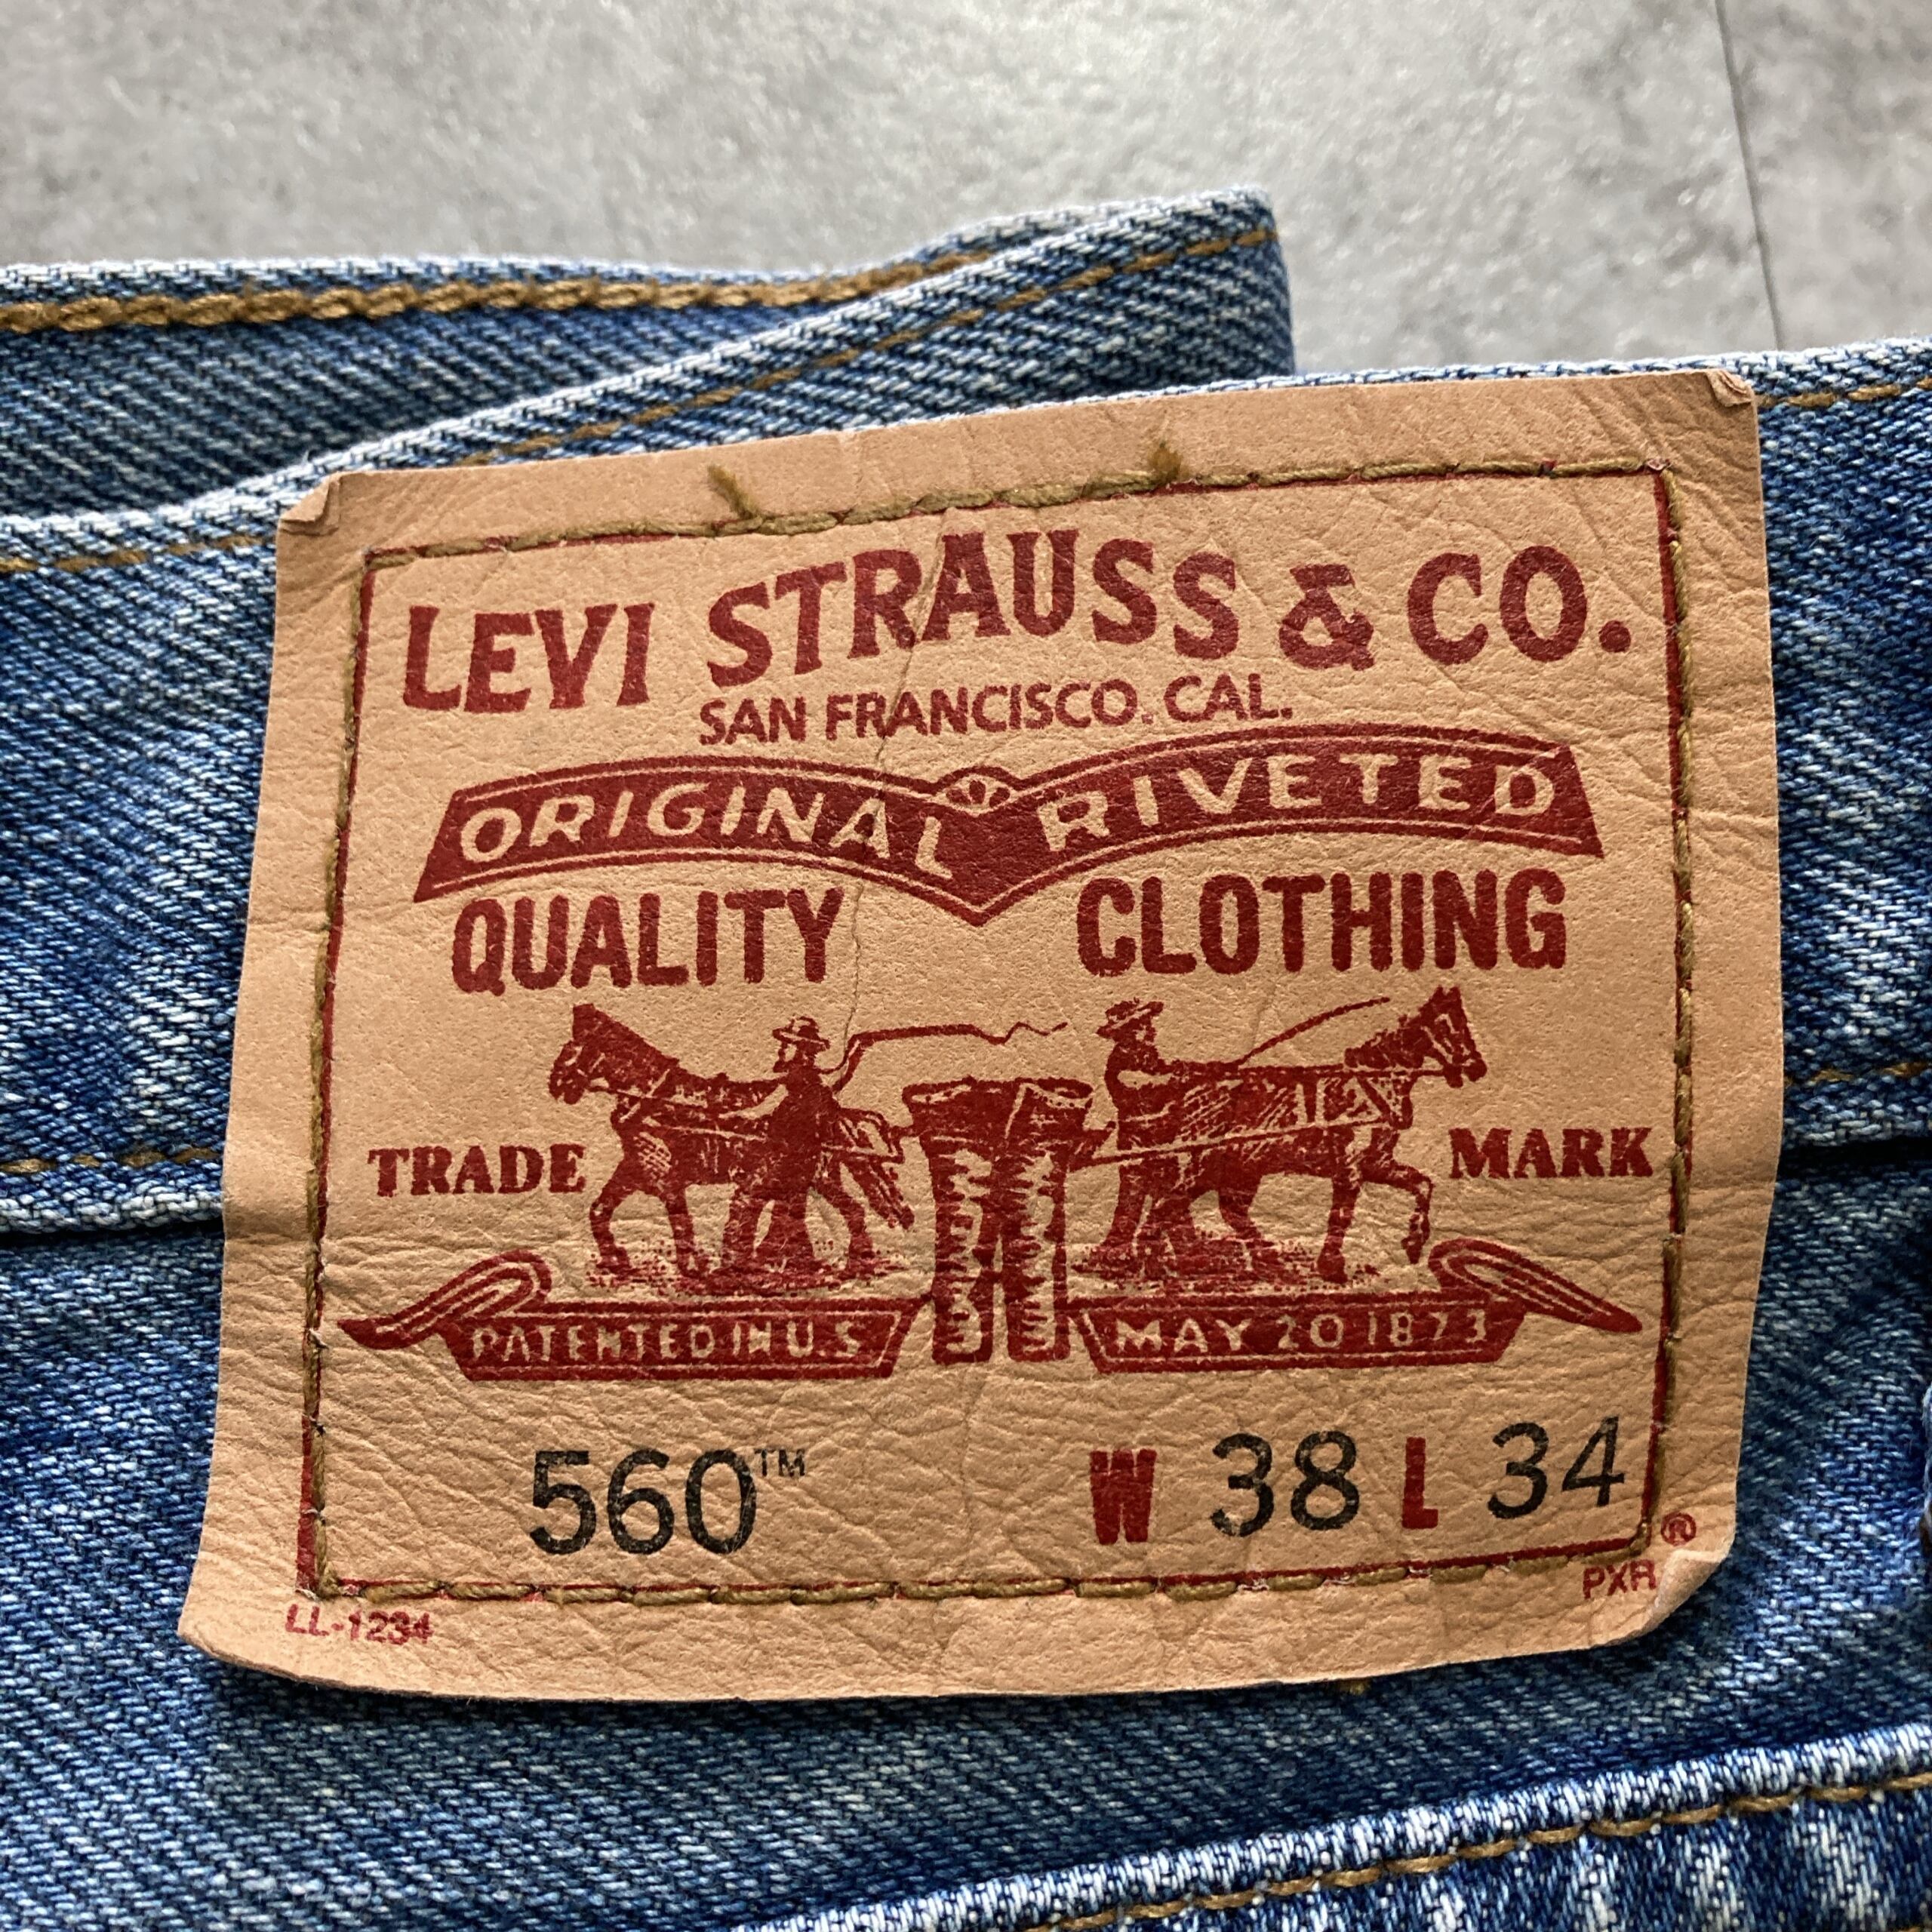 LEVI STRAUSS & CO.
SAN FRANCISCO. CAL.
ORIGINAL RIVETED
QUALITY CLOTHING
TRADE MARK
PATENTED IN U.S MAY 20 1873
560™ W 38 L 34
®
LL-1234 PXR